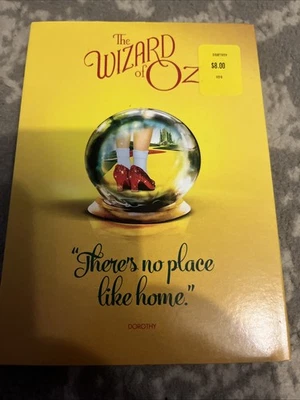 The
WIZARD
of OZ
$8.00
“There’s no place
like home.”
DOROTHY